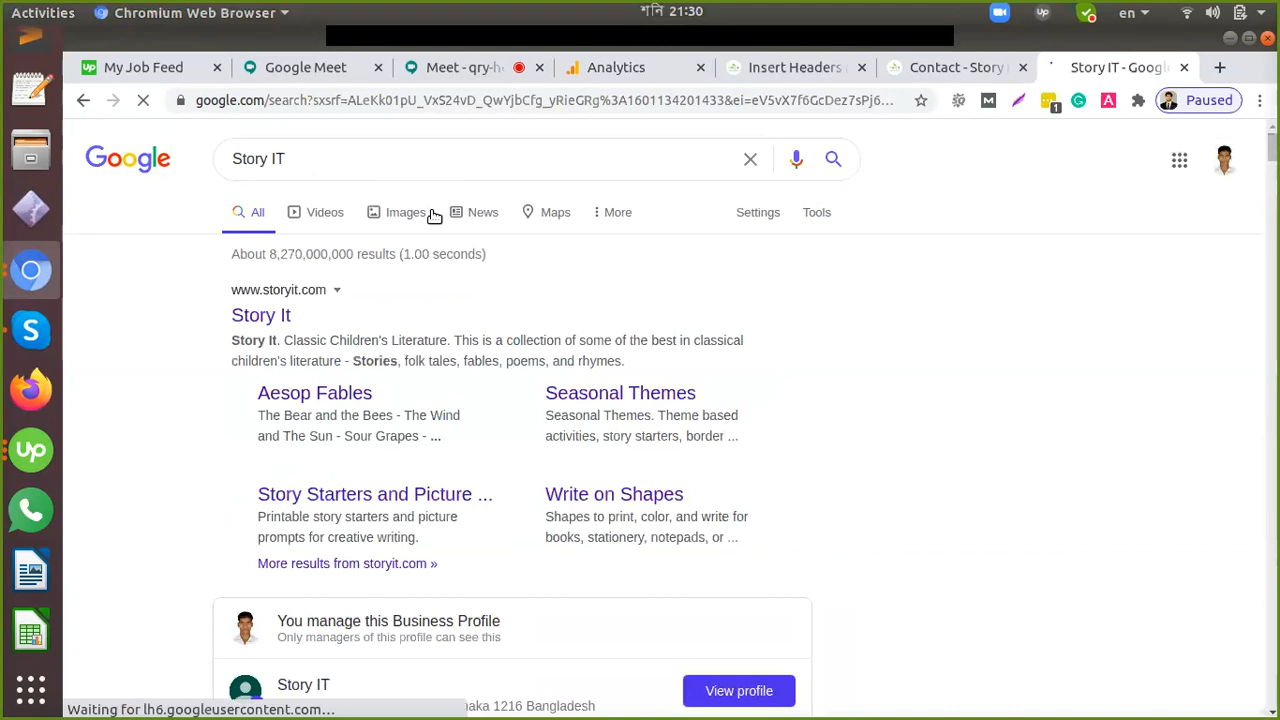 Activities
Chromium Web Browser
শনি 21:30
en
My Job Feed
Google Meet
Meet - qry-h
Analytics
Insert Headers
Contact - Story
Story IT - Goog
google.com/search?sxsrf=ALeKk01pU_VxS24vD_QwYjbCfg_yRieGRg%3A1601134201433&ei=eV5vX7f6GcDez7sPj6...
1
Paused
Google
Story IT
All
Videos
Images
News
Maps
More
Settings
Tools
About 8,270,000,000 results (1.00 seconds)
www.storyit.com
Story It
Story It. Classic Children's Literature. This is a collection of some of the best in classical
children's literature - Stories, folk tales, fables, poems, and rhymes.
Aesop Fables
The Bear and the Bees - The Wind
and The Sun - Sour Grapes - ...
Seasonal Themes
Seasonal Themes. Theme based
activities, story starters, border ...
Story Starters and Picture ...
Printable story starters and picture
prompts for creative writing.
Write on Shapes
Shapes to print, color, and write for
books, stationery, notepads, or ...
More results from storyit.com »
You manage this Business Profile
Only managers of this profile can see this
Story IT
haka 1216 Bangladesh
View profile
Waiting for lh6.googleusercontent.com...